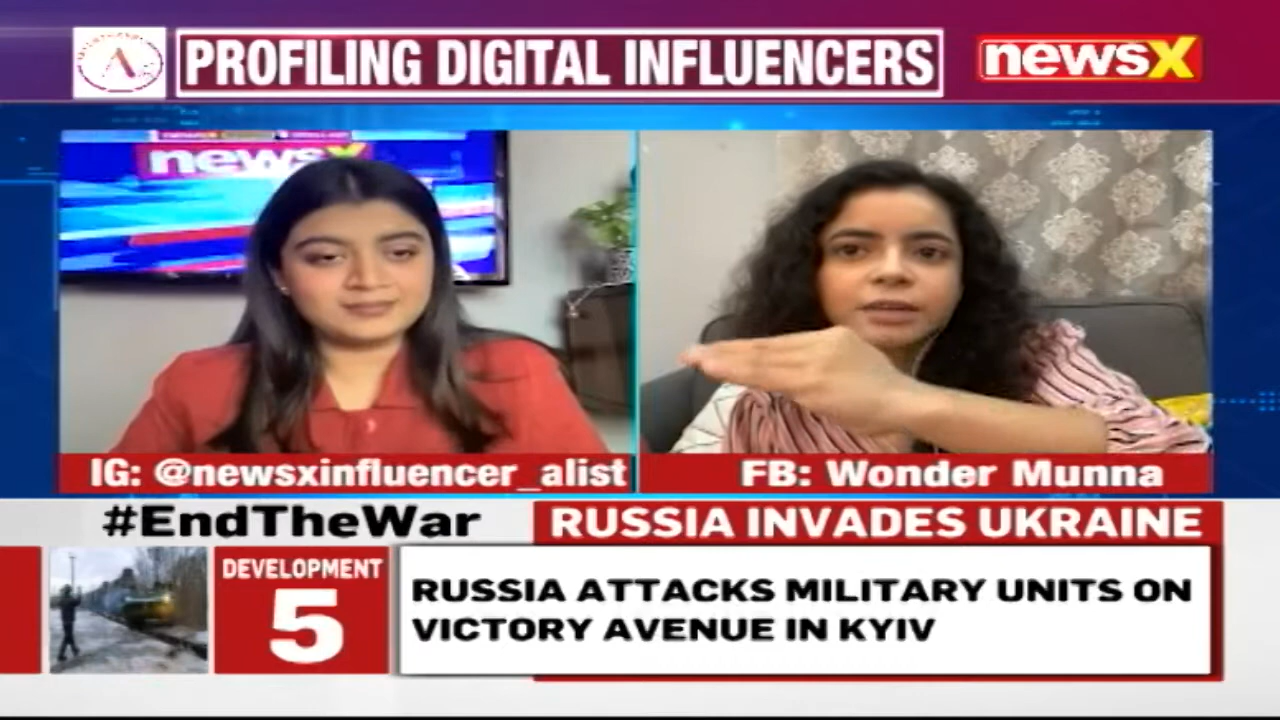 PROFILING DIGITAL INFLUENCERS
newsX
newsX
IG: @newsxinfluencer_alist
FB: Wonder Munna
#EndTheWar
RUSSIA INVADES UKRAINE
DEVELOPMENT
5
RUSSIA ATTACKS MILITARY UNITS ON
VICTORY AVENUE IN KYIV